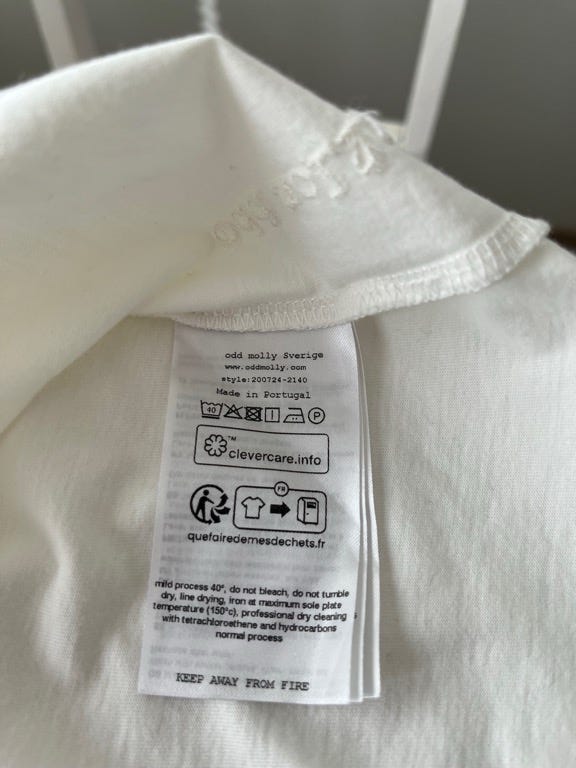 odd molly Sverige
www.oddmolly.com
style:200724-2140
Made in Portugal
40 P
™
clevercare.info
FR
quefairedemesdechets.fr
mild process 40°, do not bleach, do not tumble
dry, line drying, iron at maximum sole plate
temperature (150°c), professional dry cleaning
with tetrachloroethene and hydrocarbons
normal process
KEEP AWAY FROM FIRE